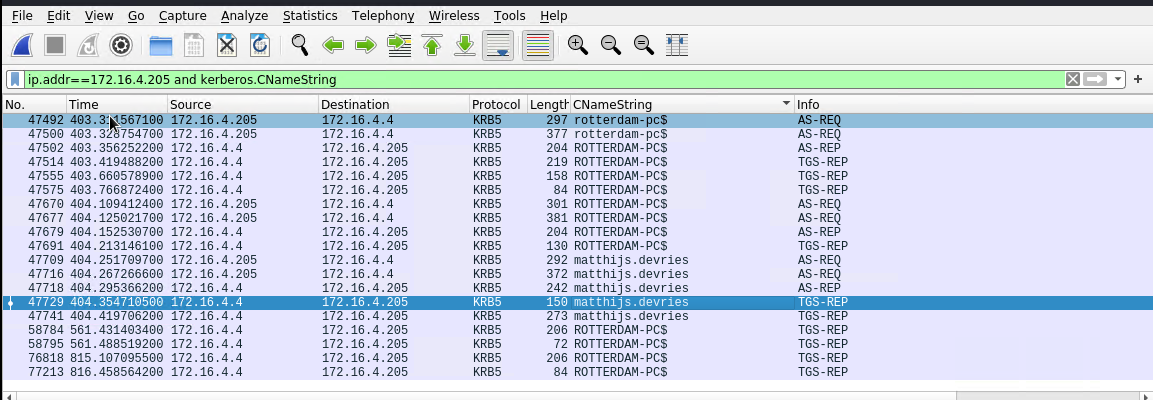 File Edit View Go Capture Analyze Statistics Telephony Wireless Tools Help
ip.addr==172.16.4.205 and kerberos.CNameString
No. Time Source Destination Protocol Length CNameString Info
47492 172.16.4.205 172.16.4.4 KRB5 297 rotterdam-pc$ AS-REQ
47500 403.328754700 172.16.4.205 172.16.4.4 KRB5 377 rotterdam-pc$ AS-REQ
47502 403.356252200 172.16.4.4 172.16.4.205 KRB5 204 ROTTERDAM-PC$ AS-REP
47514 403.419488200 172.16.4.4 172.16.4.205 KRB5 219 ROTTERDAM-PC$ TGS-REP
47555 403.660578900 172.16.4.4 172.16.4.205 KRB5 158 ROTTERDAM-PC$ TGS-REP
47575 403.766872400 172.16.4.4 172.16.4.205 KRB5 84 ROTTERDAM-PC$ TGS-REP
47670 404.109412400 172.16.4.205 172.16.4.4 KRB5 301 ROTTERDAM-PC$ AS-REQ
47677 404.125021700 172.16.4.205 172.16.4.4 KRB5 381 ROTTERDAM-PC$ AS-REQ
47679 404.152530700 172.16.4.4 172.16.4.205 KRB5 204 ROTTERDAM-PC$ AS-REP
47691 404.213146100 172.16.4.4 172.16.4.205 KRB5 130 ROTTERDAM-PC$ TGS-REP
47709 404.251709700 172.16.4.205 172.16.4.4 KRB5 292 matthijs.devries AS-REQ
47716 404.267266600 172.16.4.205 172.16.4.4 KRB5 372 matthijs.devries AS-REQ
47718 404.295366200 172.16.4.4 172.16.4.205 KRB5 242 matthijs.devries AS-REP
47729 404.354710500 172.16.4.4 172.16.4.205 KRB5 150 matthijs.devries TGS-REP
47741 404.419706200 172.16.4.4 172.16.4.205 KRB5 273 matthijs.devries TGS-REP
58784 561.431403400 172.16.4.4 172.16.4.205 KRB5 206 ROTTERDAM-PC$ TGS-REP
58795 561.488519200 172.16.4.4 172.16.4.205 KRB5 72 ROTTERDAM-PC$ TGS-REP
76818 815.107095500 172.16.4.4 172.16.4.205 KRB5 206 ROTTERDAM-PC$ TGS-REP
77213 816.458564200 172.16.4.4 172.16.4.205 KRB5 84 ROTTERDAM-PC$ TGS-REP